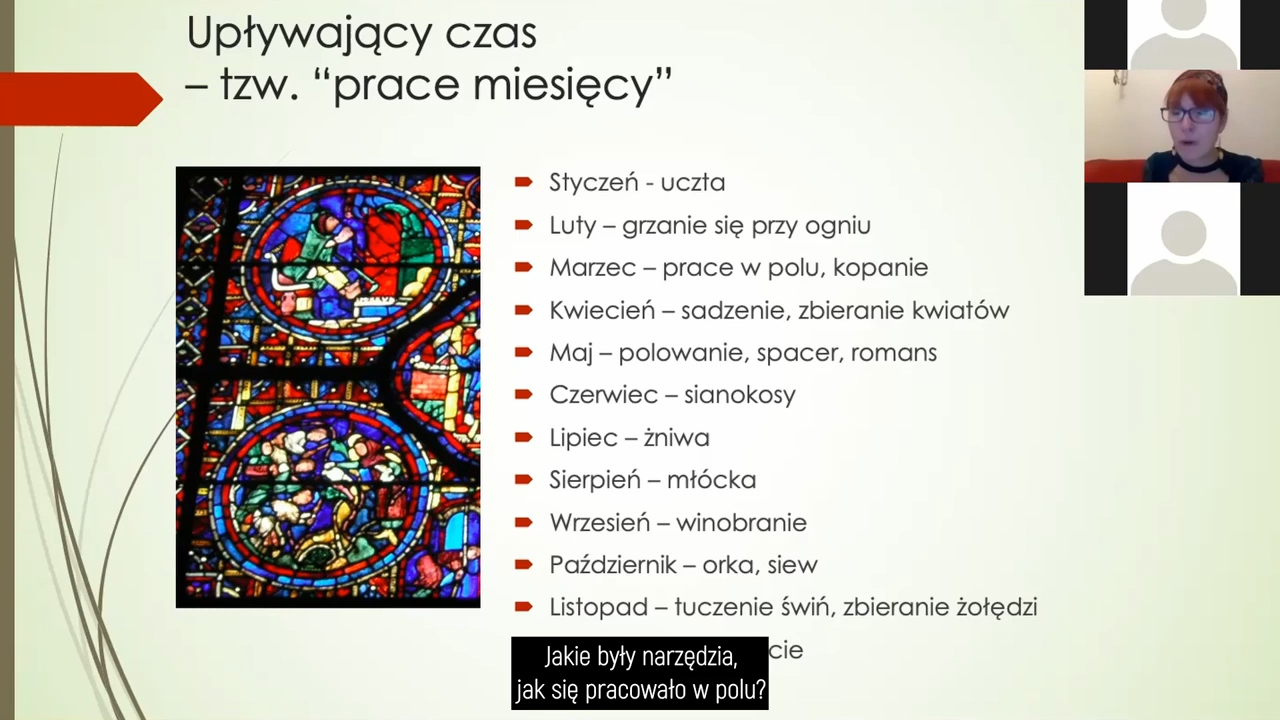 Upływający czas
– tzw. “prace miesięcy”
Styczeń - uczta
Luty – grzanie się przy ogniu
Marzec – prace w polu, kopanie
Kwiecień – sadzenie, zbieranie kwiatów
Maj – polowanie, spacer, romans
Czerwiec – sianokosy
Lipiec – żniwa
Sierpień – młócka
Wrzesień – winobranie
Październik – orka, siew
Listopad – tuczenie świń, zbieranie żołędzi
Jakie były narzędzia,
jak się pracowało w polu?